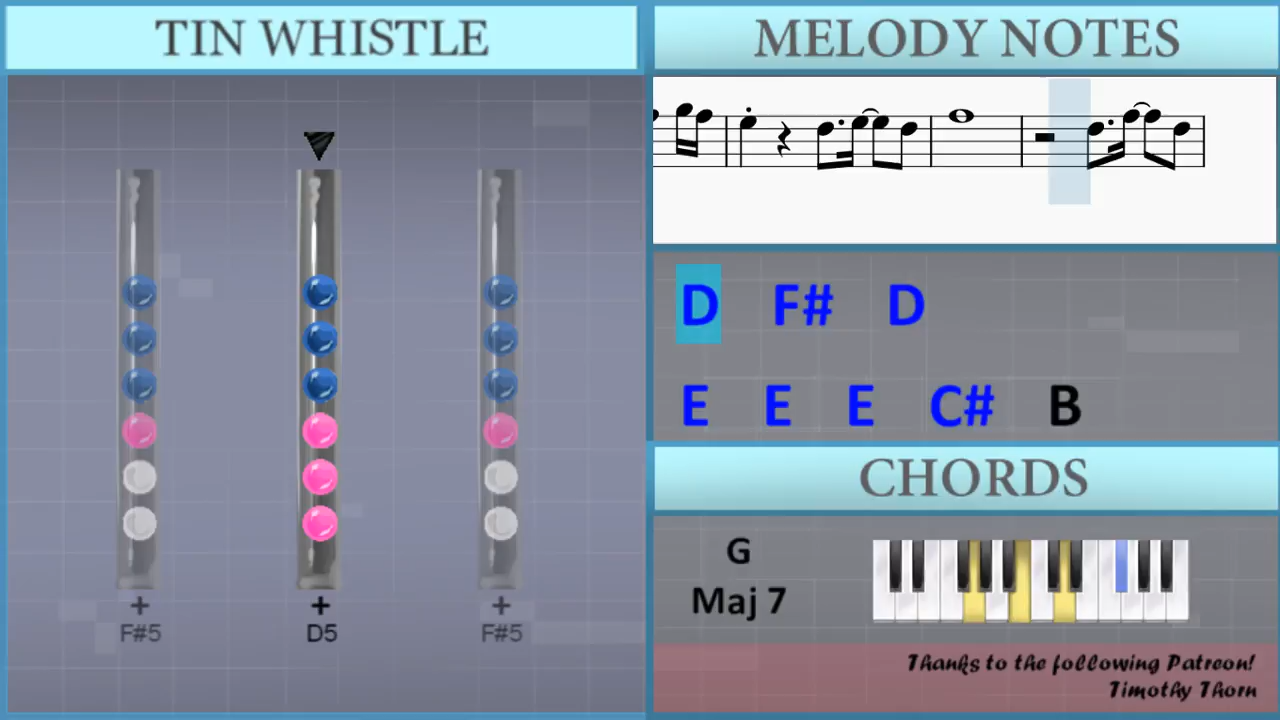 TIN WHISTLE
+ + +
F#5 D5 F#5
MELODY NOTES
D F# D
E E E C# B
CHORDS
G
Maj 7
Thanks to the following Patreon!
Timothy Thorn